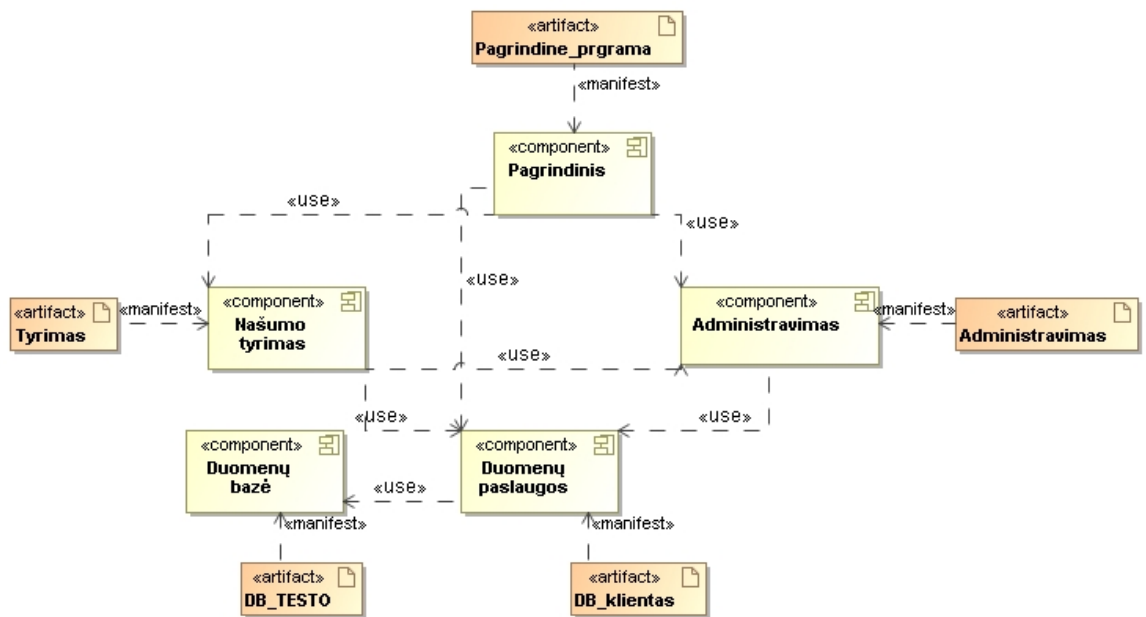 «artifact»
Pagrindine_prgrama
«manifest»
«component»
Pagrindinis
«use»
«use»
«use»
«artifact»
Tyrimas
«manifest»
«component»
Našumo
tyrimas
«component»
Administravimas
«manifest»
«artifact»
Administravimas
«use»
«use»
«use»
«component»
Duomenų
bazė
«use»
«component»
Duomenų
paslaugos
«manifest»
«manifest»
«artifact»
DB_TESTO
«artifact»
DB_klientas